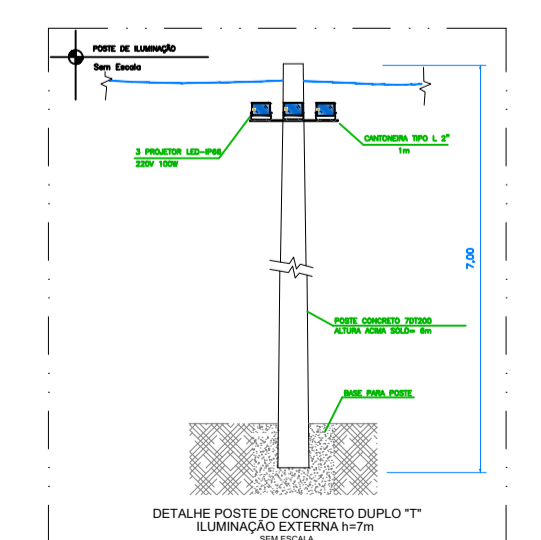 POSTE DE ILUMINAÇÃO
Sem Escala
3 PROJETOR LED-IP66
220V 100W
CANTONEIRA TIPO L 2"
1m
7,00
POSTE CONCRETO 7DT200
ALTURA ACIMA SOLO= 6m
BASE PARA POSTE
DETALHE POSTE DE CONCRETO DUPLO "T"
ILUMINAÇÃO EXTERNA h=7m
SEM ESCALA